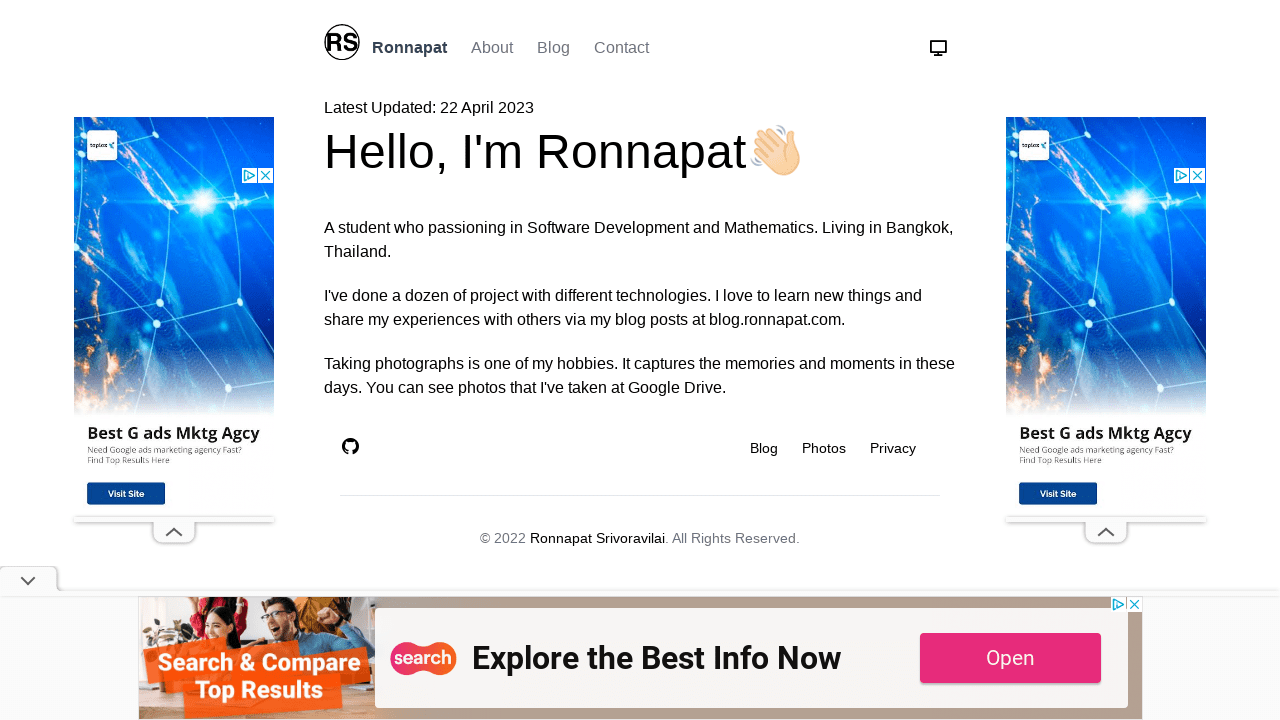 RS
Ronnapat About Blog Contact
Latest Updated: 22 April 2023
Hello, I'm Ronnapat
A student who passioning in Software Development and Mathematics. Living in Bangkok,
Thailand.
I've done a dozen of project with different technologies. I love to learn new things and
share my experiences with others via my blog posts at blog.ronnapat.com.
Taking photographs is one of my hobbies. It captures the memories and moments in these
days. You can see photos that I've taken at Google Drive.
Blog Photos Privacy
© 2022 Ronnapat Srivoravilai. All Rights Reserved.
toplox
Best G ads Mktg Agcy
Need Google ads marketing agency Fast?
Find Top Results Here
Visit Site
toplox
Best G ads Mktg Agcy
Need Google ads marketing agency Fast?
Find Top Results Here
Visit Site
Search & Compare
Top Results
search
Explore the Best Info Now
Open